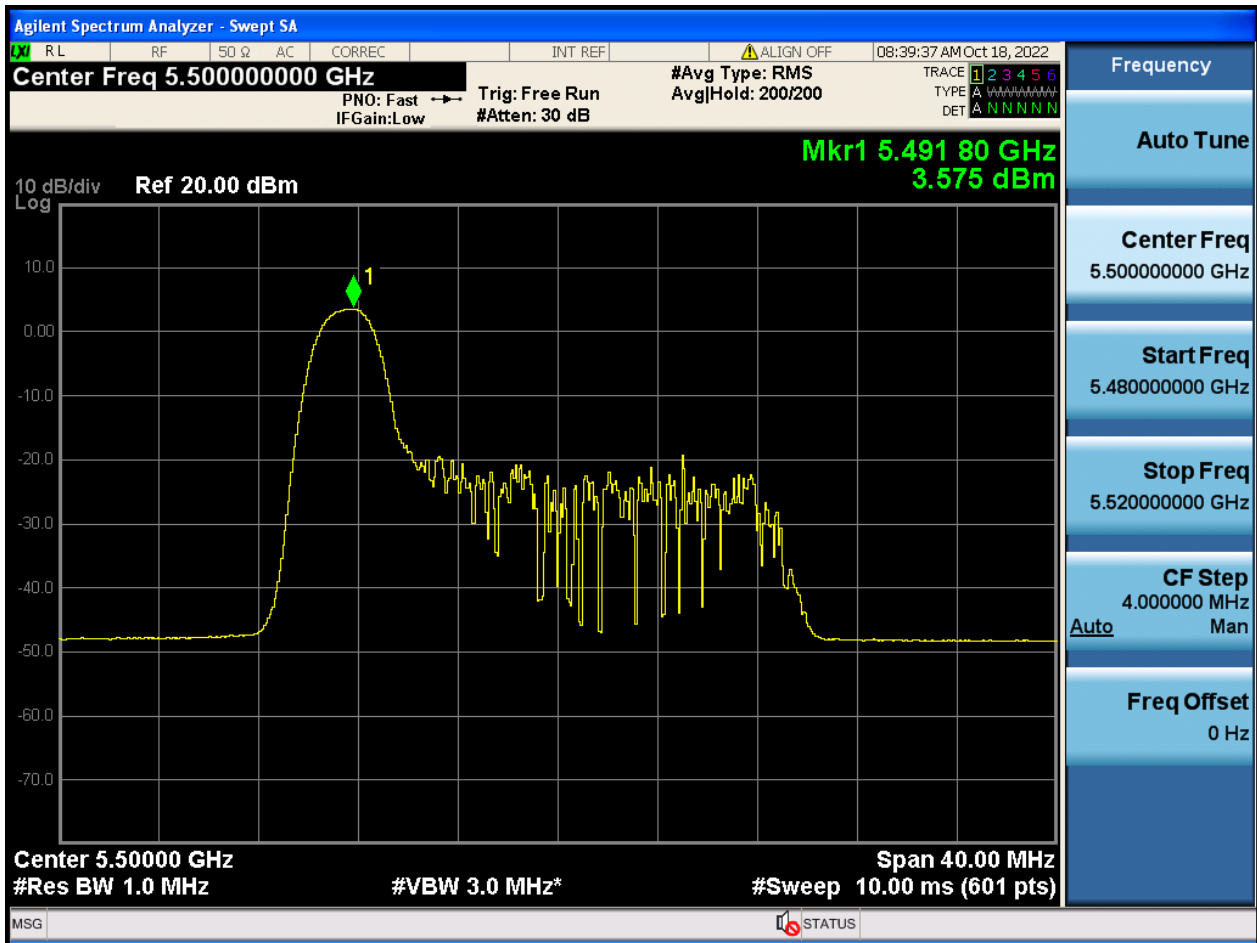 Agilent Spectrum Analyzer - Swept SA
LXI RL RF 50 Ω AC CORREC INT REF ALIGN OFF 08:39:37 AM Oct 18, 2022
Center Freq 5.500000000 GHz
PNO: Fast
IFGain:Low
Trig: Free Run
#Atten: 30 dB
#Avg Type: RMS
Avg|Hold: 200/200
TRACE 1 2 3 4 5 6
TYPE A WWWWW
DET A N N N N N
Mkr1 5.491 80 GHz
3.575 dBm
10 dB/div Ref 20.00 dBm
Log
1
10.0
0.00
-10.0
-20.0
-30.0
-40.0
-50.0
-60.0
-70.0
Center 5.50000 GHz Span 40.00 MHz
#Res BW 1.0 MHz #VBW 3.0 MHz* #Sweep 10.00 ms (601 pts)
MSG STATUS
Frequency
Auto Tune
Center Freq
5.500000000 GHz
Start Freq
5.480000000 GHz
Stop Freq
5.520000000 GHz
CF Step
4.000000 MHz
Auto Man
Freq Offset
0 Hz